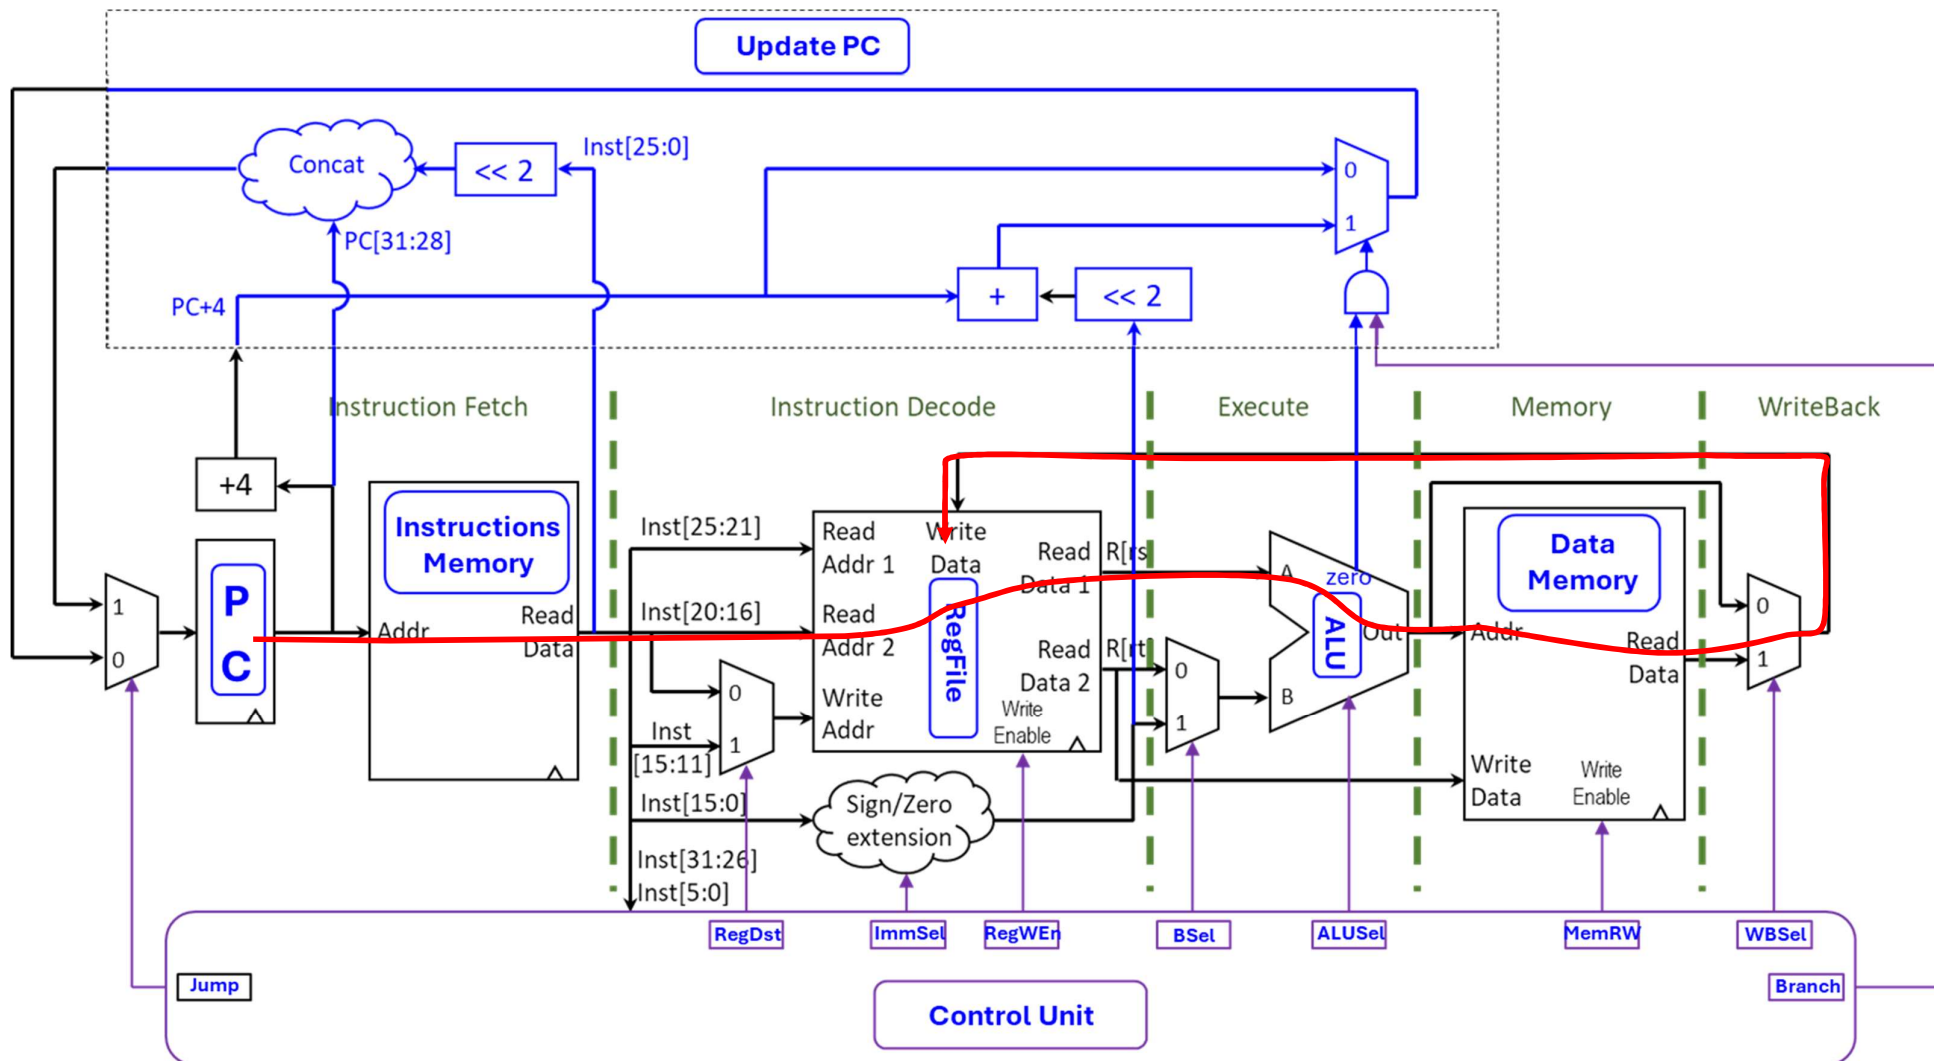 Update PC
Concat
<< 2
Inst[25:0]
PC[31:28]
PC+4
+
<< 2
0
1
Instruction Fetch
Instruction Decode
Execute
Memory
WriteBack
+4
Instructions
Memory
P
C
1
0
Addr
Read
Data
Inst[25:21]
Inst[20:16]
Inst
[15:11]
Inst[15:0]
Inst[31:26]
Inst[5:0]
0
1
Read
Addr 1
Read
Addr 2
Write
Addr
Write
Data
RegFile
Read
Data 1
Read
Data 2
Write
Enable
Sign/Zero
extension
R[rs
R[rt
0
1
A
B
zero
ALU
Out
Data
Memory
Addr
Read
Data
Write
Data
Write
Enable
0
1
RegDst
ImmSel
RegWEn
BSel
ALUSel
MemRW
WBSel
Jump
Branch
Control Unit